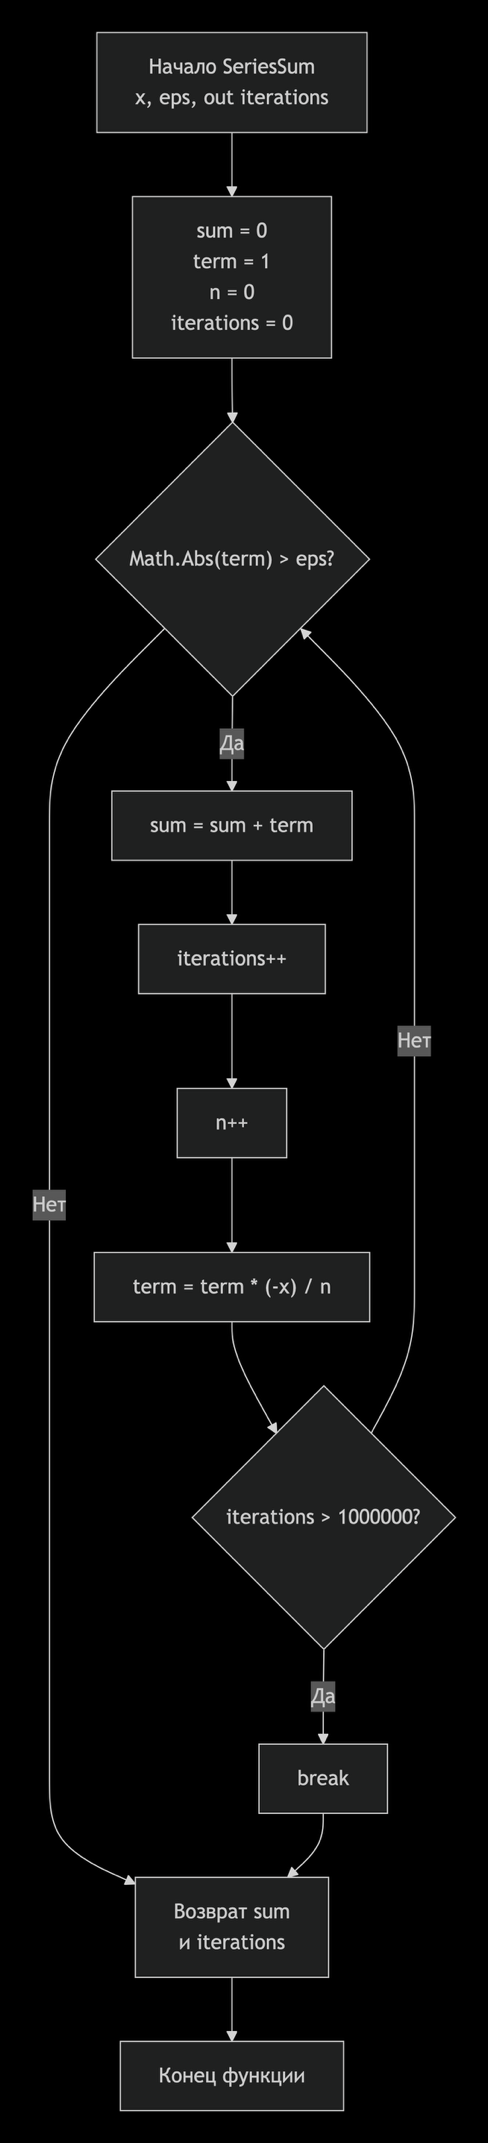 Начало SeriesSum
x, eps, out iterations
sum = 0
term = 1
n = 0
iterations = 0
Math.Abs(term) > eps?
Да
sum = sum + term
iterations++
Нет
n++
Нет
term = term * (-x) / n
iterations > 1000000?
Да
break
Возврат sum
и iterations
Конец функции